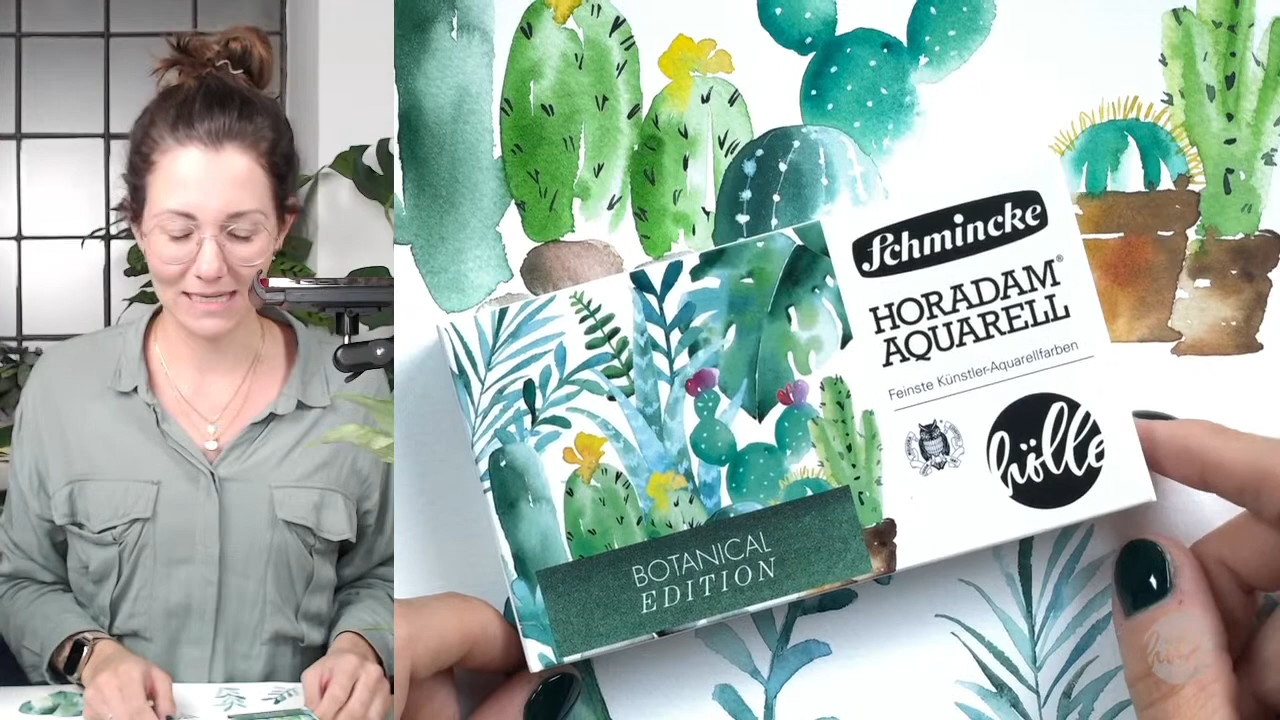 Schmincke
HORADAM®
AQUARELL
Feinste Künstler-Aquarellfarben
hölle
BOTANICAL
EDITION